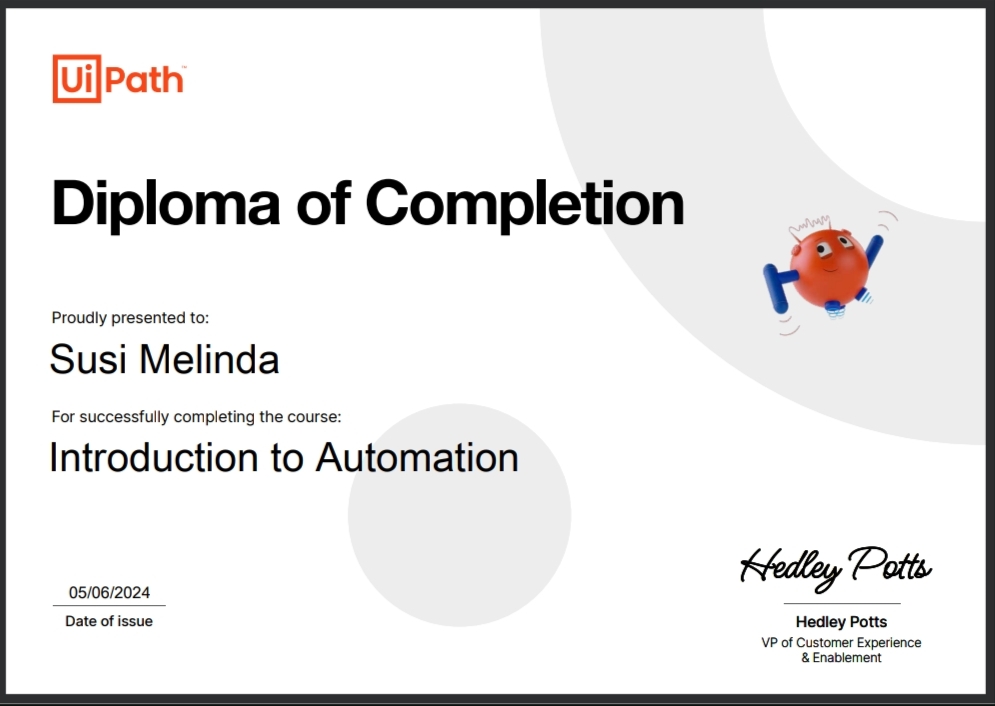 UiPath™
Diploma of Completion
Proudly presented to:
Susi Melinda
For successfully completing the course:
Introduction to Automation
05/06/2024
Date of issue
Hedley Potts
Hedley Potts
VP of Customer Experience
& Enablement